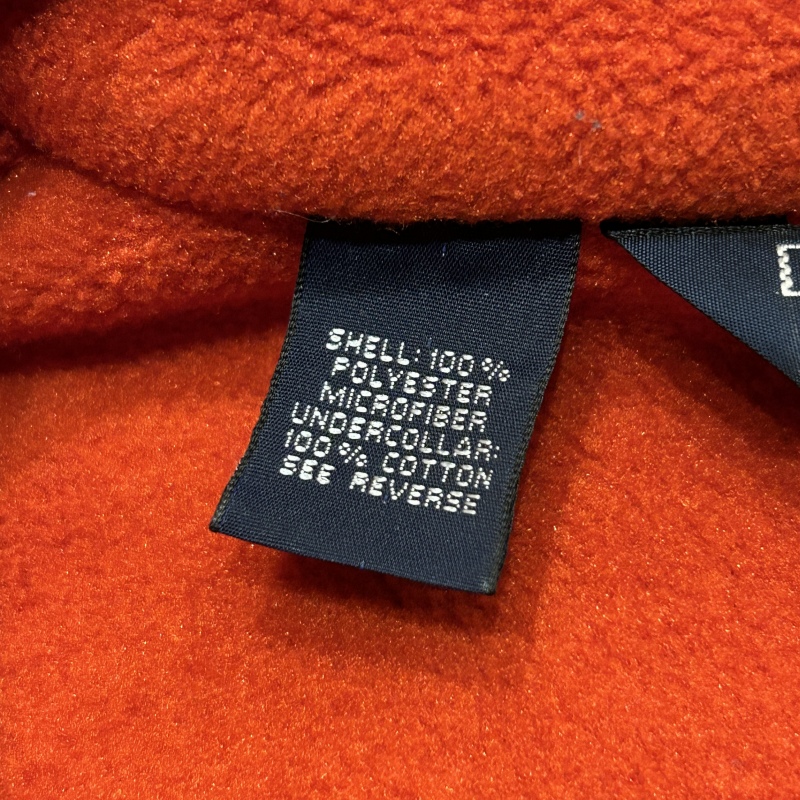 SHELL: 100%
POLYESTER
MICROFIBER
UNDERCOLLAR:
100% COTTON
SEE REVERSE